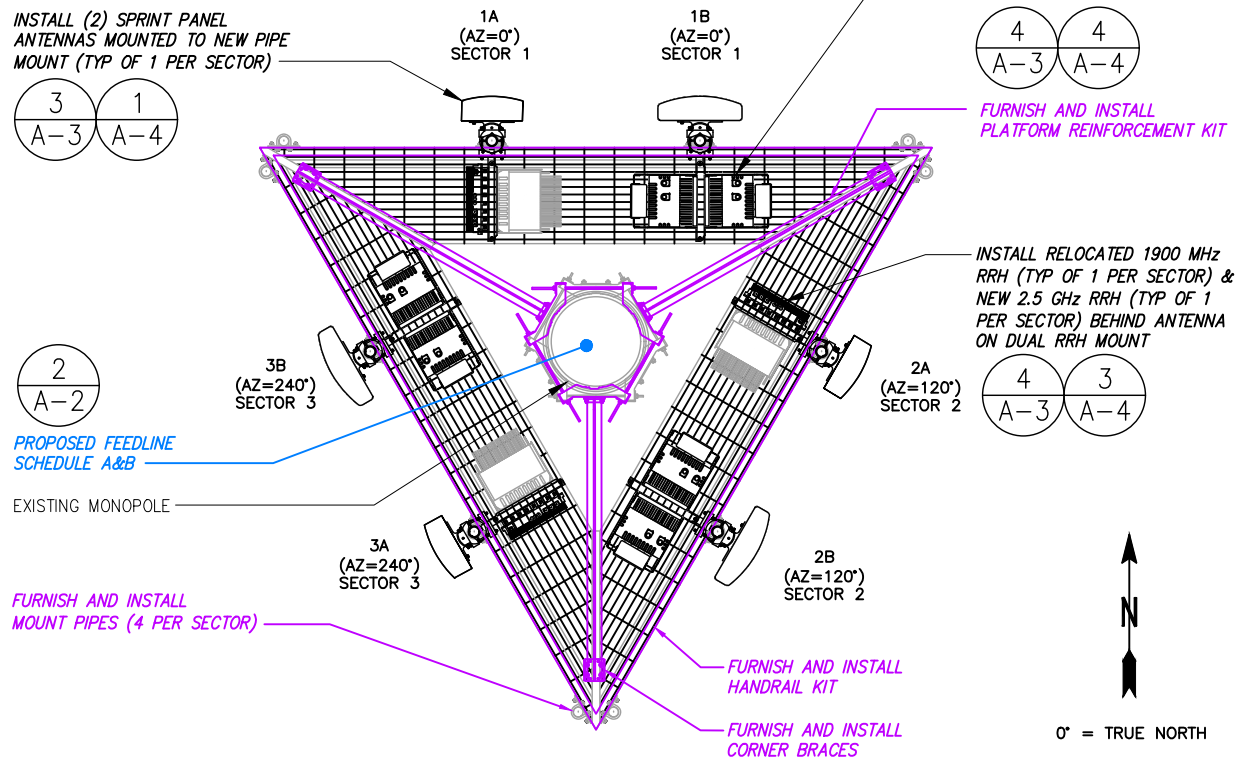 INSTALL (2) SPRINT PANEL
ANTENNAS MOUNTED TO NEW PIPE
MOUNT (TYP OF 1 PER SECTOR)
3
A-3
1
A-4
1A
(AZ=0°)
SECTOR 1
1B
(AZ=0°)
SECTOR 1
4
A-3
4
A-4
FURNISH AND INSTALL
PLATFORM REINFORCEMENT KIT
INSTALL RELOCATED 1900 MHz
RRH (TYP OF 1 PER SECTOR) &
NEW 2.5 GHz RRH (TYP OF 1
PER SECTOR) BEHIND ANTENNA
ON DUAL RRH MOUNT
4
A-3
3
A-4
2A
(AZ=120°)
SECTOR 2
3B
(AZ=240°)
SECTOR 3
2
A-2
PROPOSED FEEDLINE
SCHEDULE A&B
EXISTING MONOPOLE
3A
(AZ=240°)
SECTOR 3
2B
(AZ=120°)
SECTOR 2
FURNISH AND INSTALL
MOUNT PIPES (4 PER SECTOR)
FURNISH AND INSTALL
HANDRAIL KIT
FURNISH AND INSTALL
CORNER BRACES
N
0° = TRUE NORTH